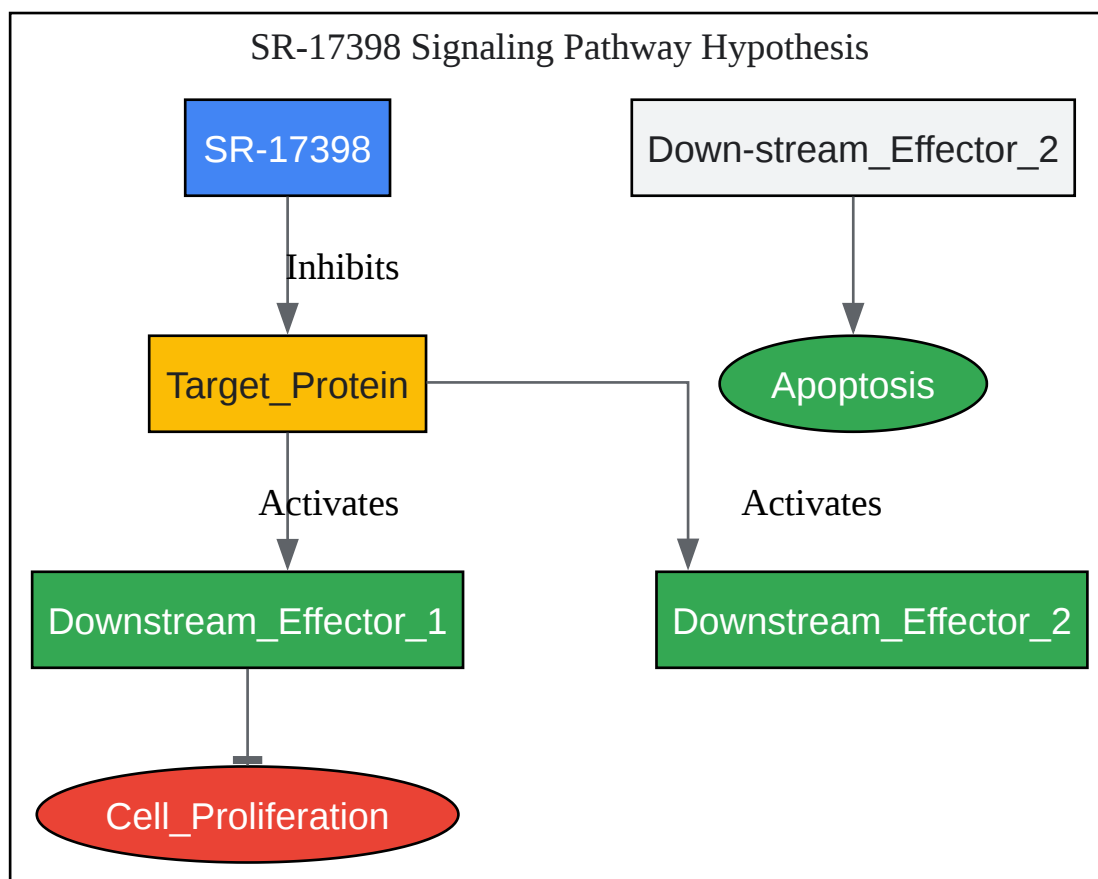 SR-17398 Signaling Pathway Hypothesis
SR-17398
Down-stream_Effector_2
Inhibits
Target_Protein
Apoptosis
Activates
Activates
Downstream_Effector_1
Downstream_Effector_2
Cell_Proliferation